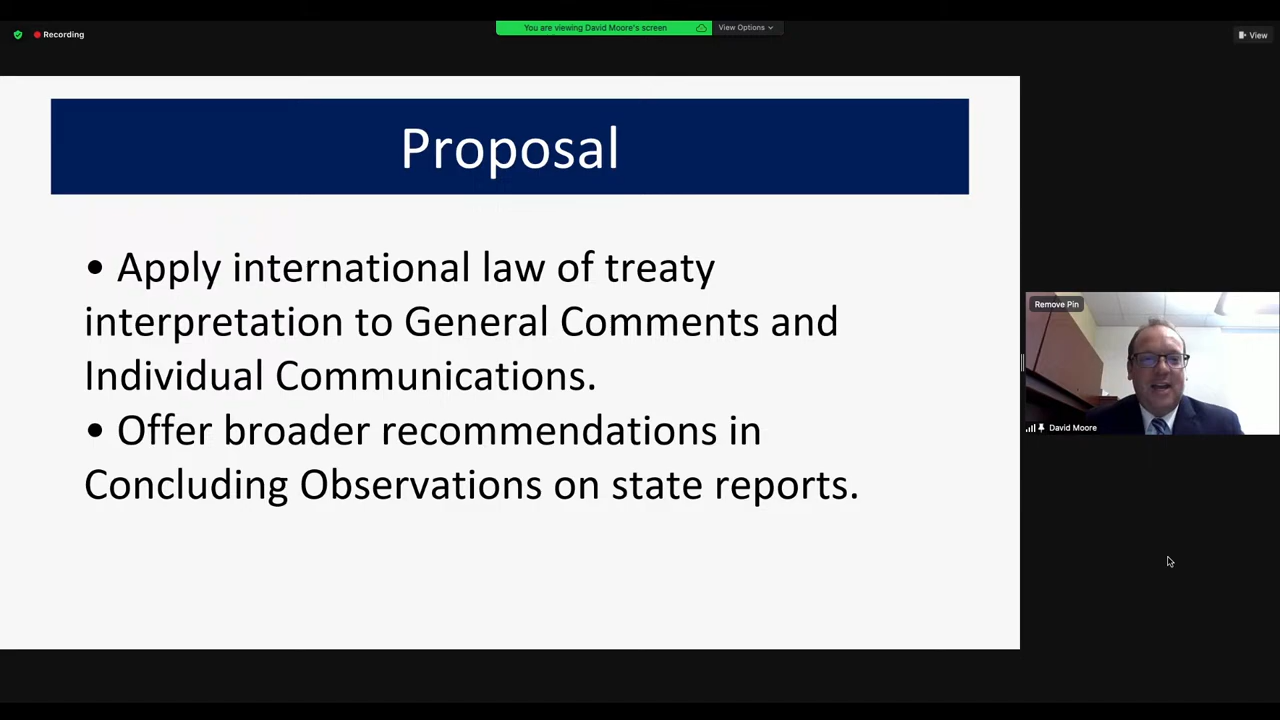 You are viewing David Moore's screen
View Options
Recording
View
Proposal
• Apply international law of treaty
interpretation to General Comments and
Individual Communications.
• Offer broader recommendations in
Concluding Observations on state reports.
Remove Pin
David Moore